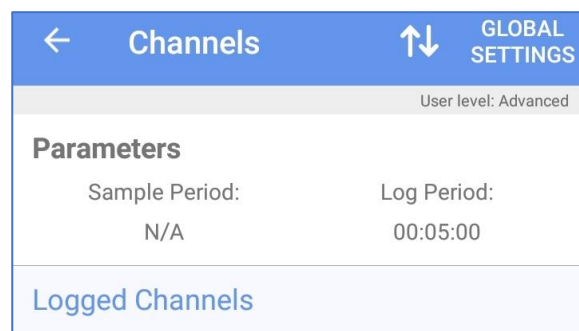 Channels
GLOBAL
SETTINGS
User level: Advanced
Parameters
Sample Period:
Log Period:
N/A
00:05:00
Logged Channels